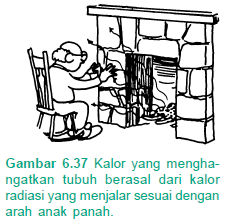 Gambar 6.37 Kalor yang mengha-
ngatkan tubuh berasal dari kalor
radiasi yang menjalar sesuai dengan
arah anak panah.